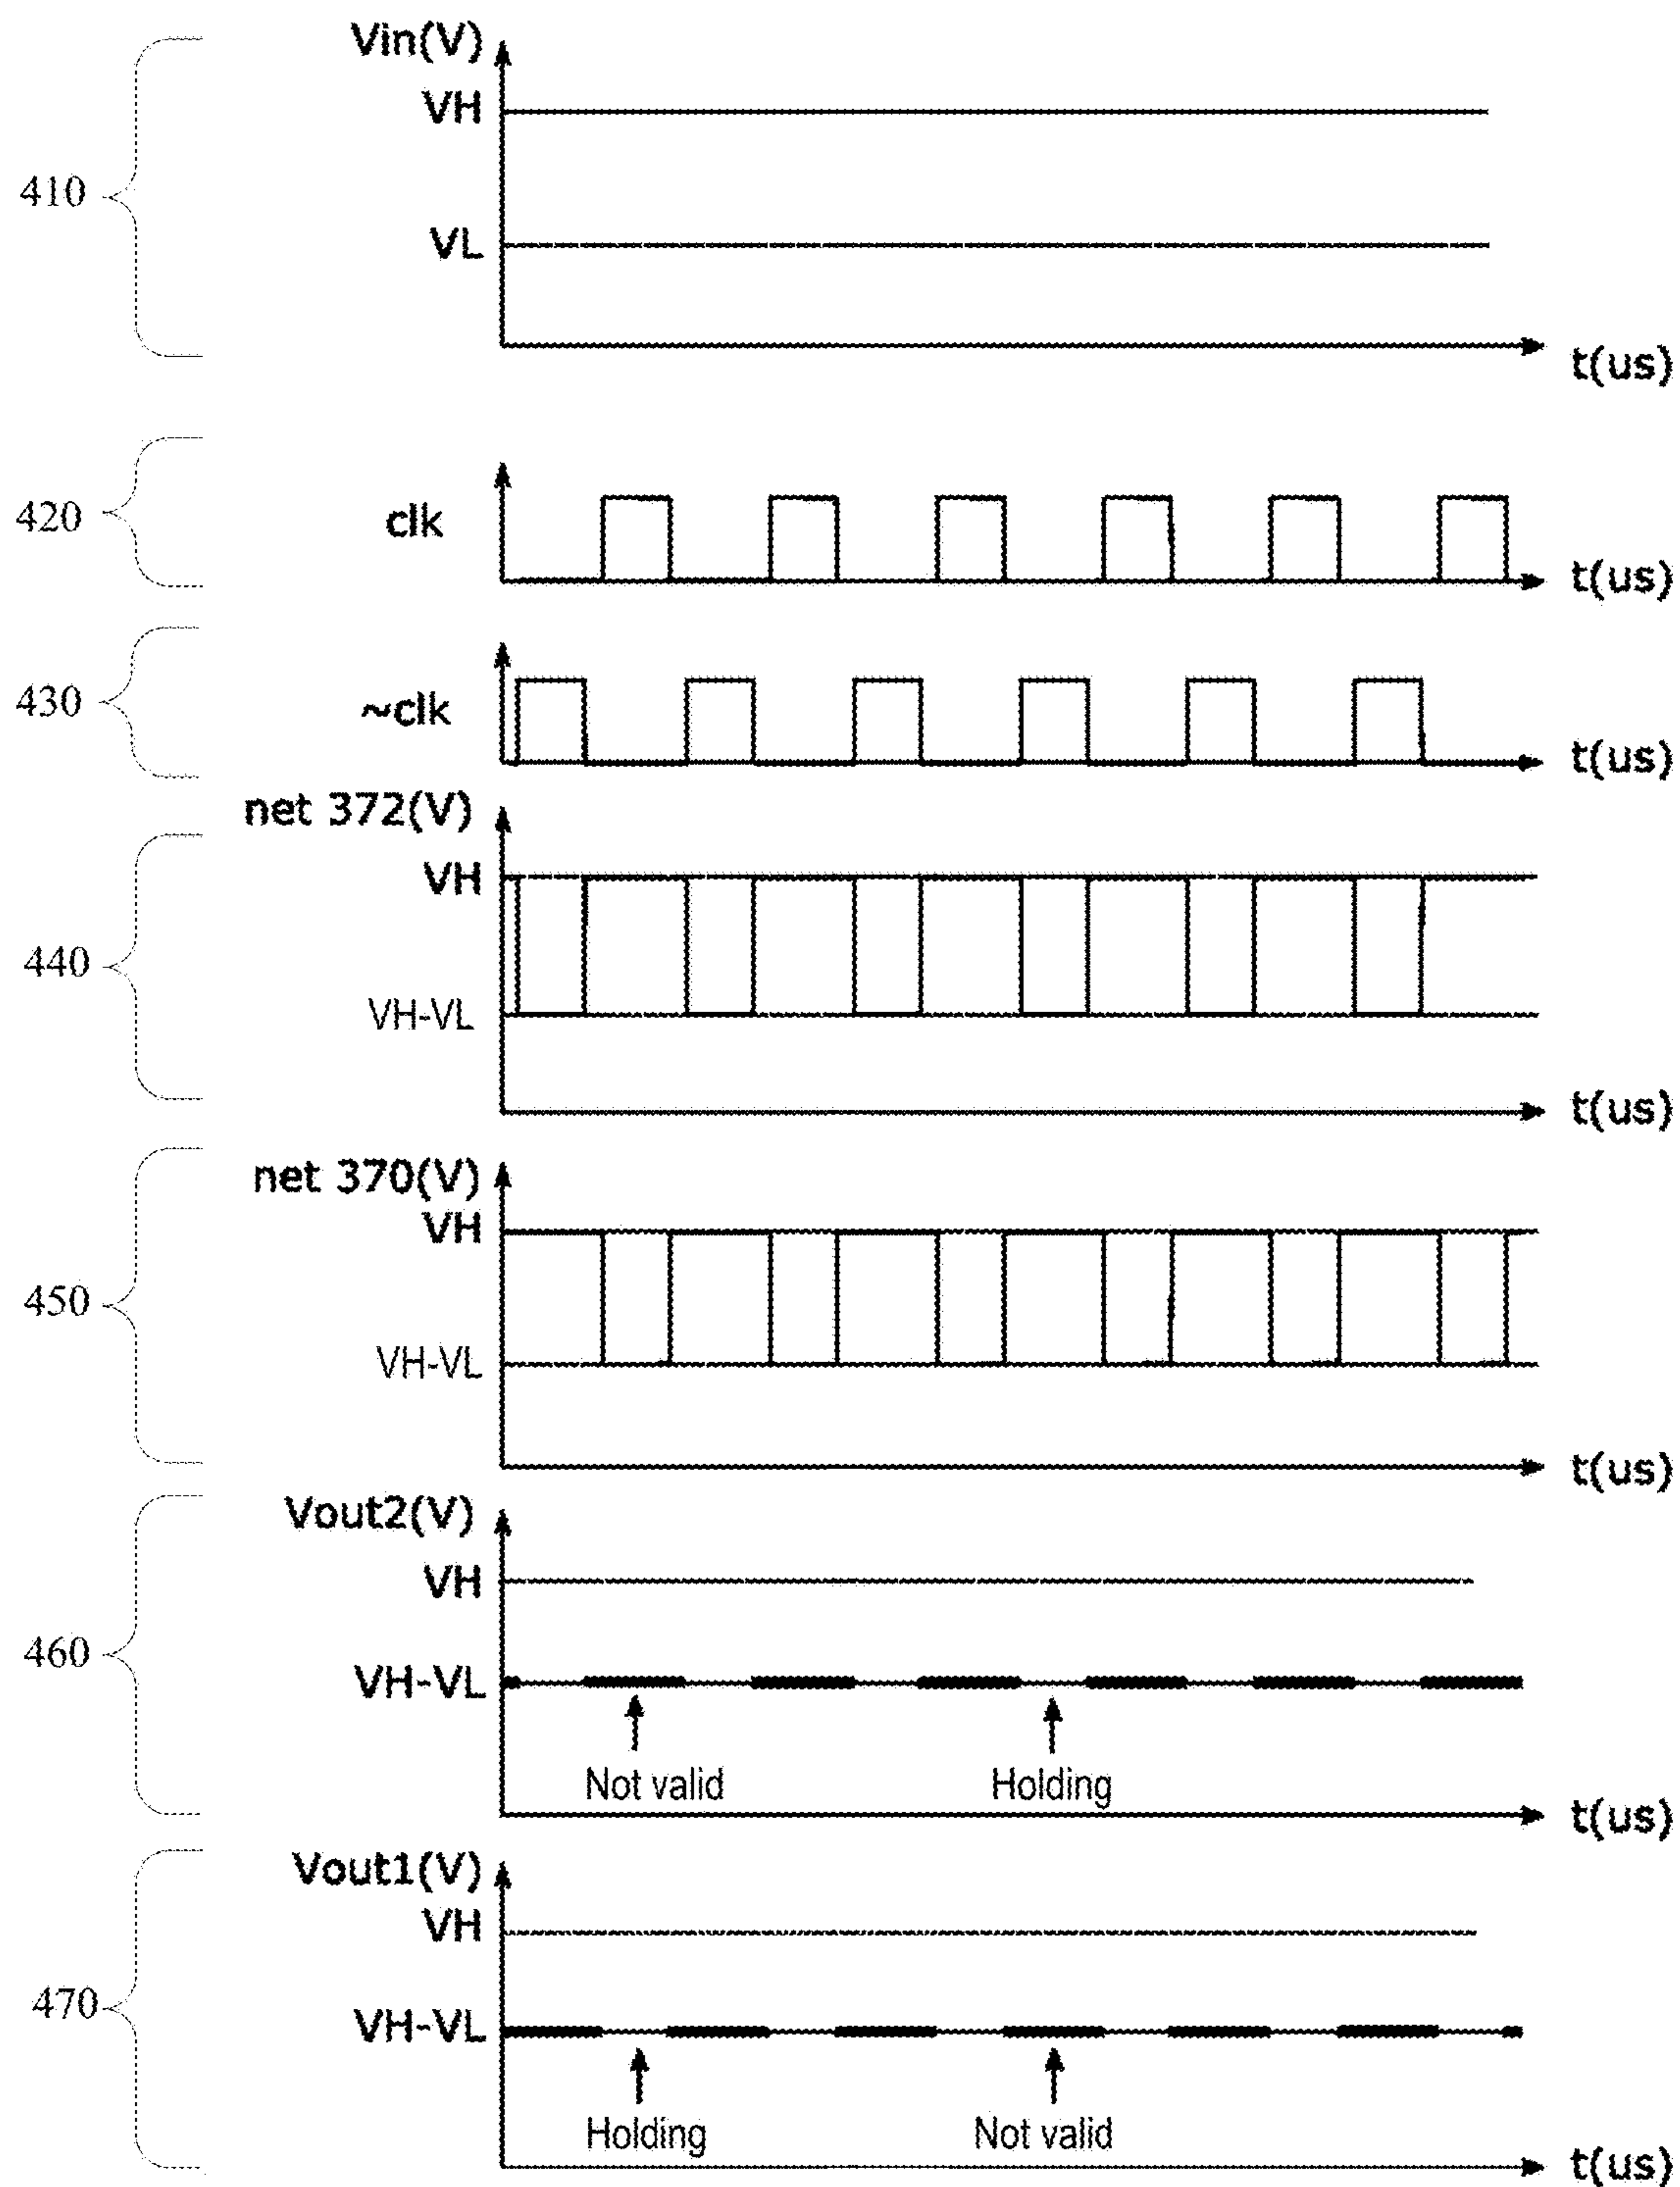 Vin(V)
VH
410
VL
t(us)
420
clk
t(us)
430
~clk
t(us)
net 372(V)
VH
440
VH-VL
t(us)
net 370(V)
VH
450
VH-VL
t(us)
Vout2(V)
VH
460
VH-VL
Not valid
Holding
t(us)
Vout1(V)
VH
470
VH-VL
Holding
Not valid
t(us)